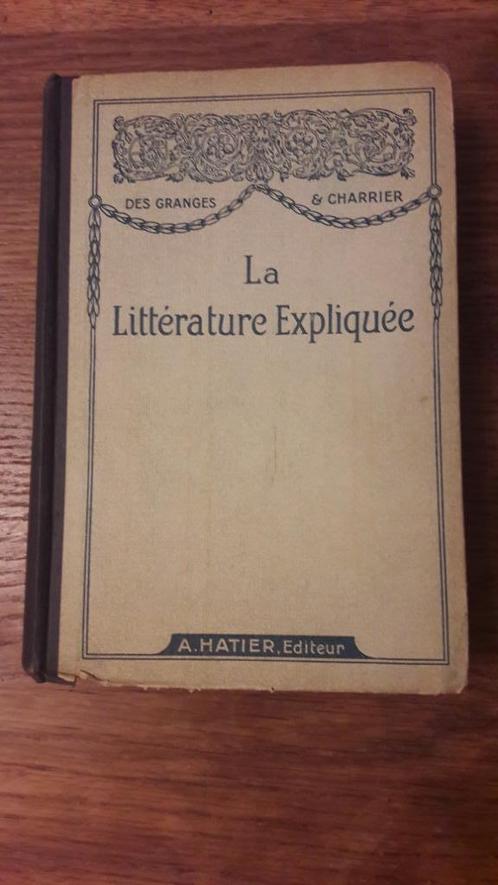 DES GRANGES & CHARRIER
La
Littérature Expliquée
A. HATIER, Editeur